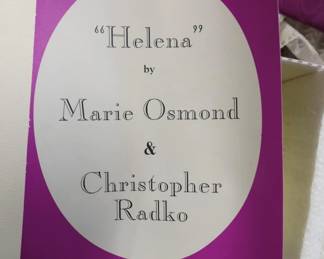 “Helena”
by
Marie Osmond
&
Christopher
Radko